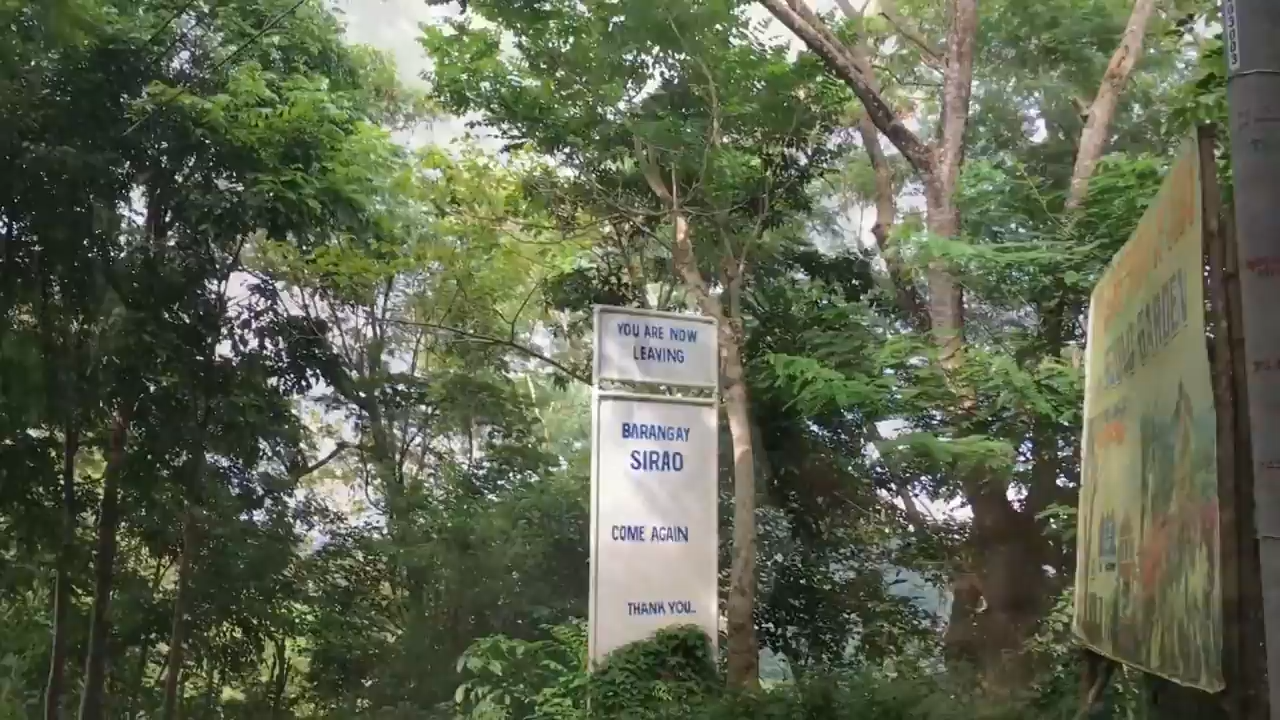 YOU ARE NOW
LEAVING
BARANGAY
SIRAO
COME AGAIN
THANK YOU..
GARDEN